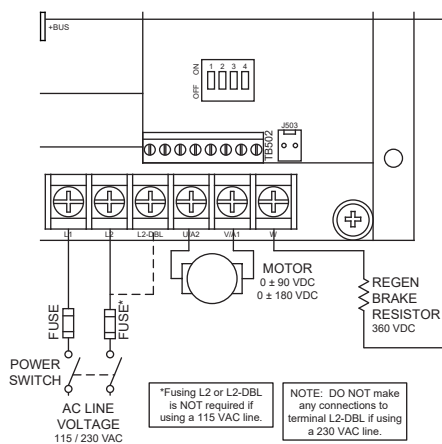 +BUS
ON
OFF
1 2 3 4
TB502
J503
L1 L2 L2-DBL U/A2 V/A1 W
FUSE
FUSE*
MOTOR
0 ± 90 VDC
0 ± 180 VDC
REGEN
BRAKE
RESISTOR
360 VDC
POWER
SWITCH
AC LINE
VOLTAGE
115 / 230 VAC
*Fusing L2 or L2-DBL
is NOT required if
using a 115 VAC line.
NOTE: DO NOT make
any connections to
terminal L2-DBL if using
a 230 VAC line.